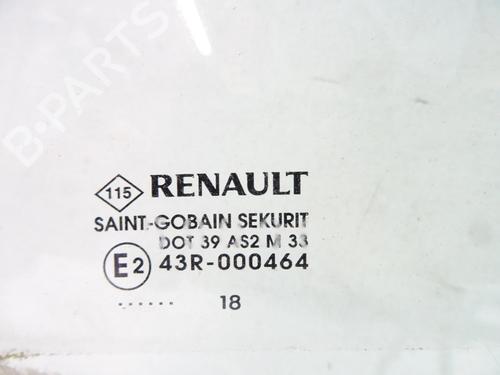 B-PARTS
115 RENAULT
SAINT-GOBAIN SEKURIT
DOT 39 AS2 M 33
E2 43R-000464
...... 18